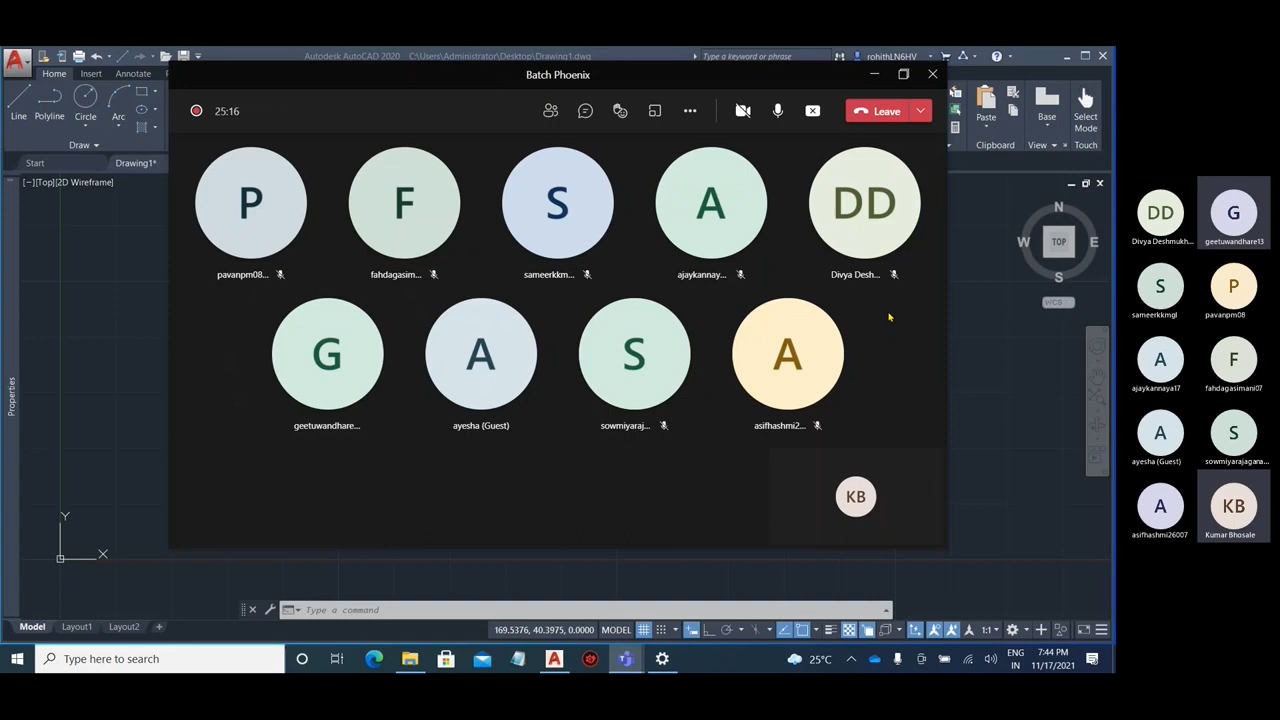 Autodesk AutoCAD 2020 C:\Users\Administrator\Desktop\Drawing1.dwg
Type a keyword or phrase
rohithLN6HV
Home Insert Annotate
Batch Phoenix
25:16
Leave
Line Polyline Circle Arc
Draw
Paste
Clipboard
Base
View
Select
Mode
Touch
Start Drawing1*
[−][Top][2D Wireframe]
P F S A DD
pavanpm08... fahdagasim... sameerkkm... ajaykannay... Divya Desh...
G A S A
geetuwandhare... ayesha (Guest) sowmiyaraj... asifhashmi2...
KB
N
W TOP E
S
WCS
Properties
Y
X
Type a command
Model Layout1 Layout2 +
169.5376, 40.3975, 0.0000 MODEL
1:1
Type here to search
25°C
ENG
IN
7:44 PM
11/17/2021
DD G
Divya Deshmukh... geetuwandhare13
S P
sameerkkmgl pavanpm08
A F
ajaykannaya17 fahdagasimani07
A S
ayesha (Guest) sowmiyarajagana...
A KB
asifhashmi26007 Kumar Bhosale